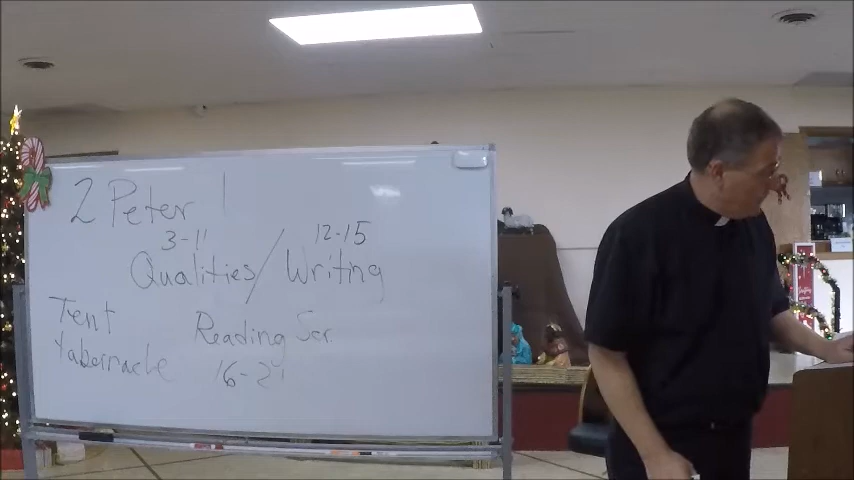 2 Peter 1
3-11 12-15
Qualities / Writing
Tent
Reading Scr.
Tabernacle
16-21